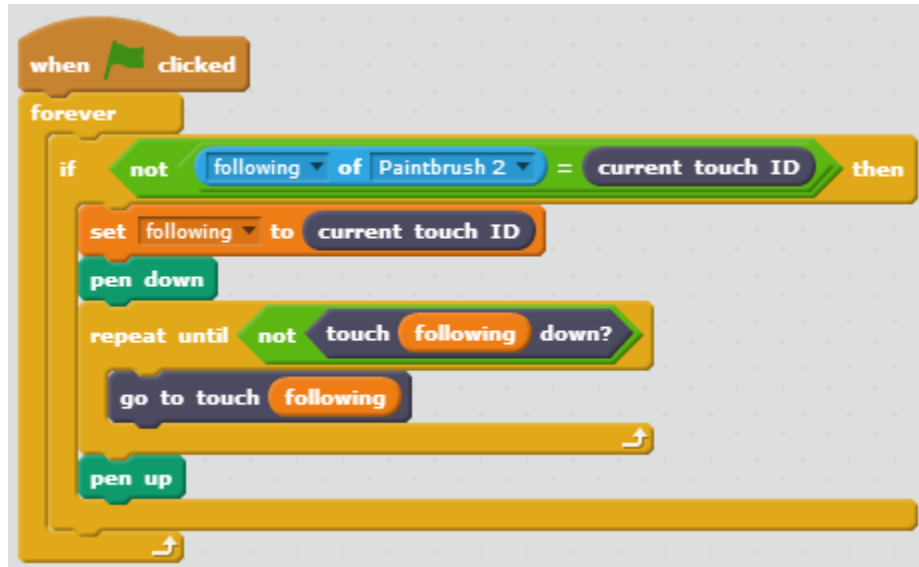 when clicked
forever
if not following of Paintbrush 2 = current touch ID then
set following to current touch ID
pen down
repeat until not touch following down?
go to touch following
pen up